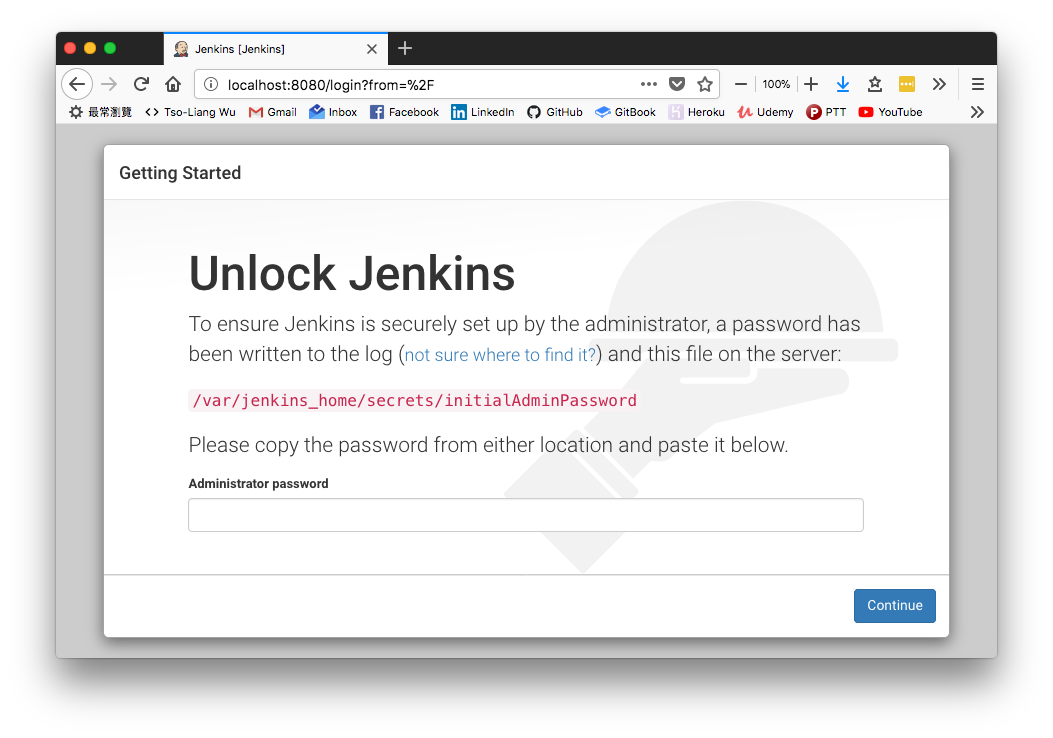 Jenkins [Jenkins]
localhost:8080/login?from=%2F
100%
最常瀏覽 Tso-Liang Wu Gmail Inbox Facebook LinkedIn GitHub GitBook Heroku Udemy PTT YouTube
Getting Started
Unlock Jenkins
To ensure Jenkins is securely set up by the administrator, a password has
been written to the log (not sure where to find it?) and this file on the server:
/var/jenkins_home/secrets/initialAdminPassword
Please copy the password from either location and paste it below.
Administrator password
Continue